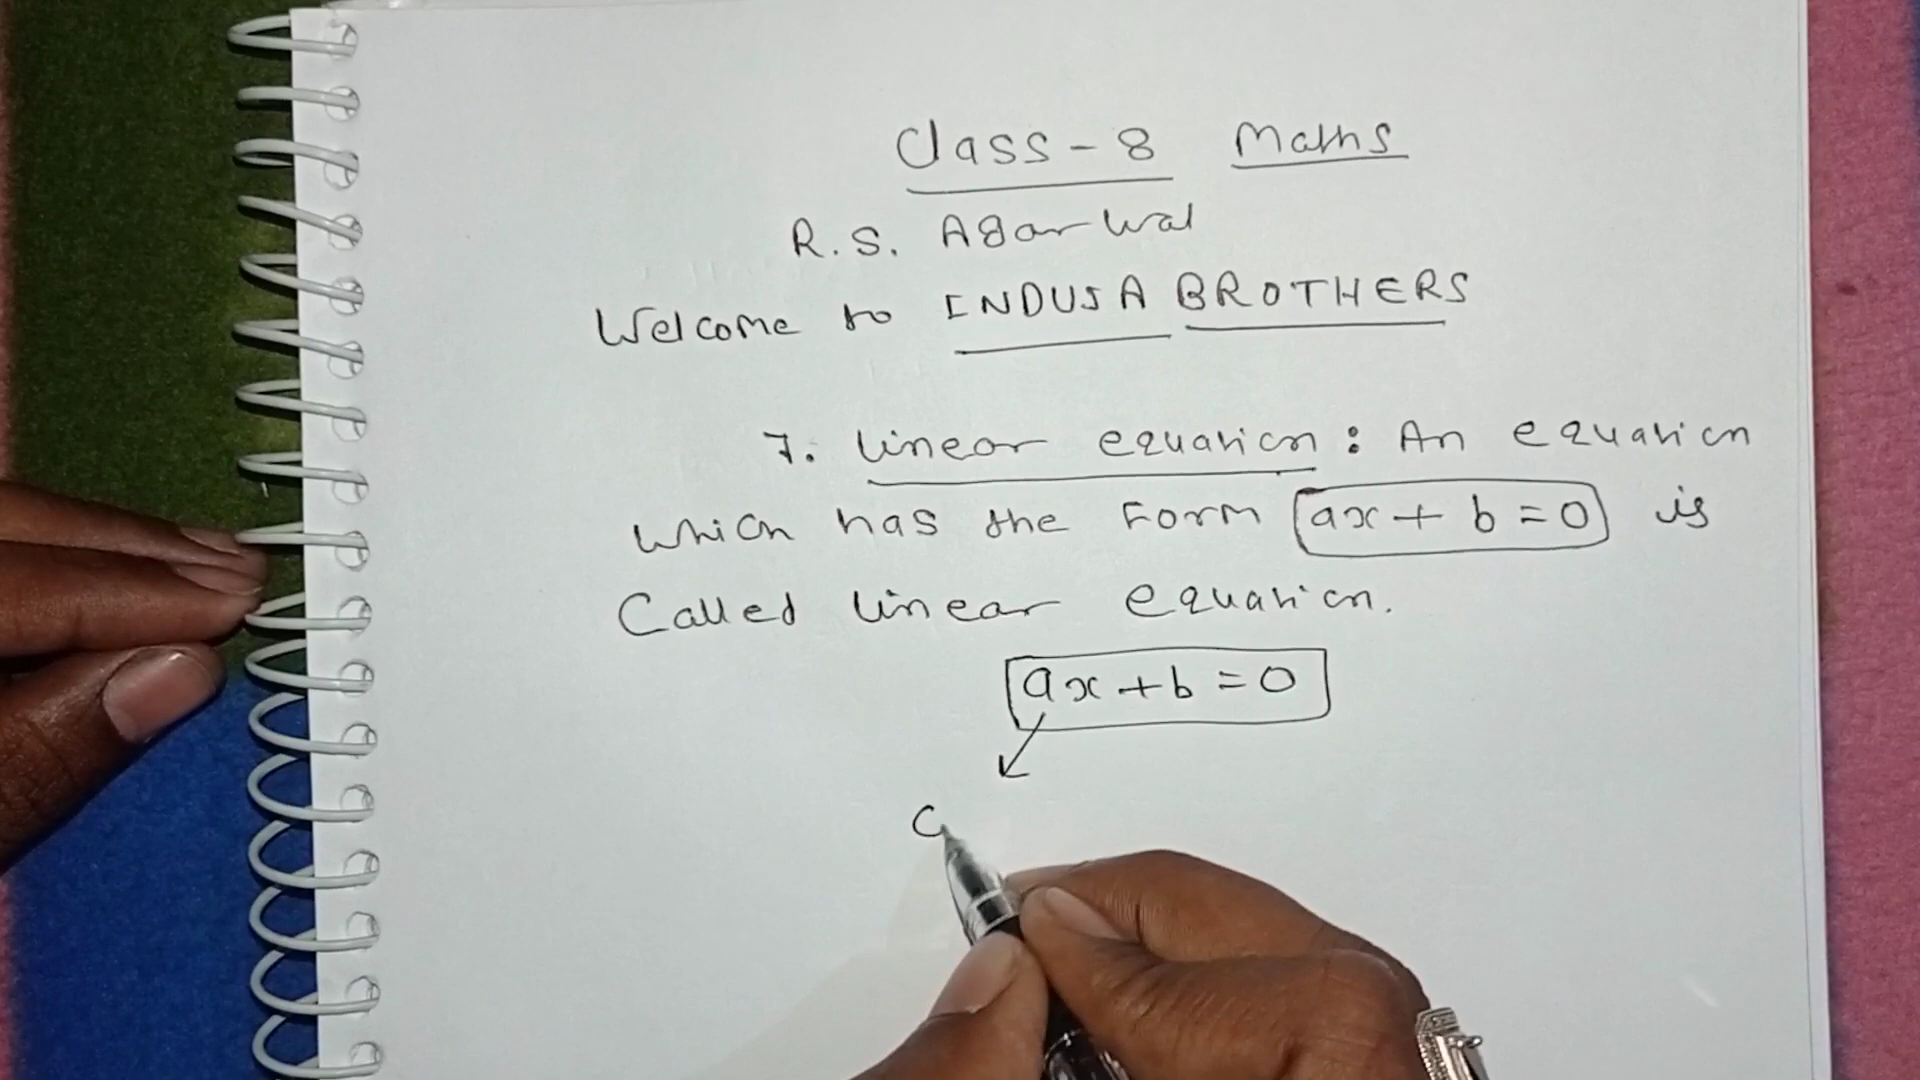 Class - 8 Maths
R.S. Agarwal
Welcome to INDUJA BROTHERS
7. Linear equation : An equation
which has the Form ax + b = 0 is
Called linear equation.
ax + b = 0
C